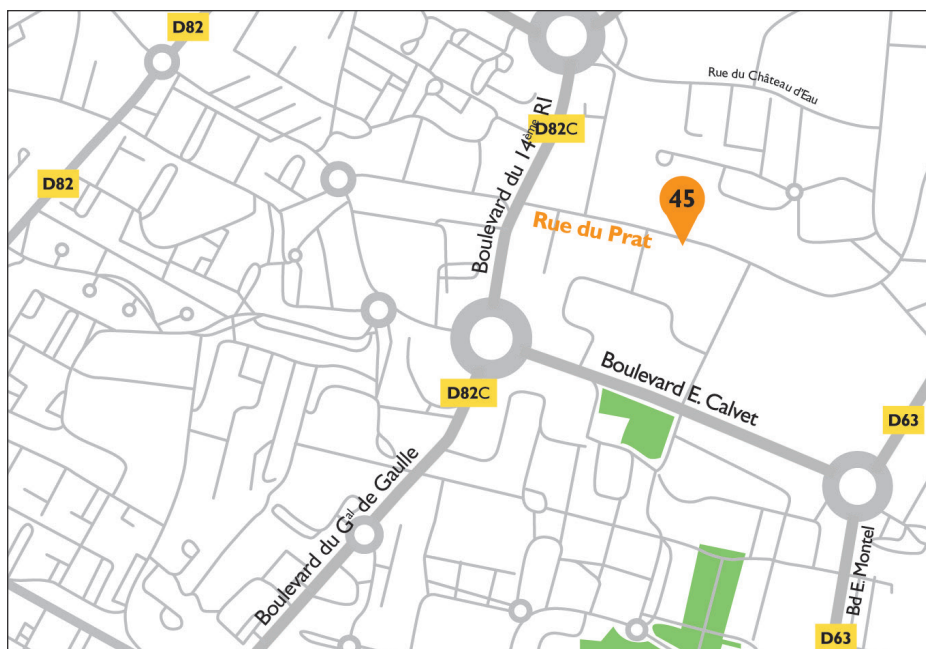 D82
Rue du Château d'Eau
D82C
Boulevard du 14ème RI
D82
45
Rue du Prat
Boulevard E. Calvet
D82C
D63
Boulevard du Gal de Gaulle
Bd E. Montel
D63